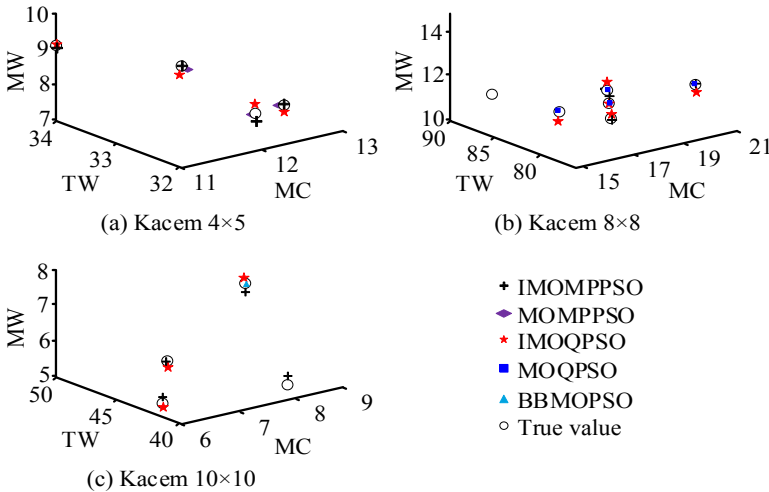 10
9
8
7
MW
34
33
32
TW
11
12
13
MC
(a) Kacem 4×5
14
12
10
MW
90
85
80
TW
15
17
19
21
MC
(b) Kacem 8×8
8
7
6
5
MW
50
45
40
TW
6
7
8
9
MC
(c) Kacem 10×10
IMOMPPSO
MOMPPSO
IMOQPSO
MOQPSO
BBMOPSO
True value